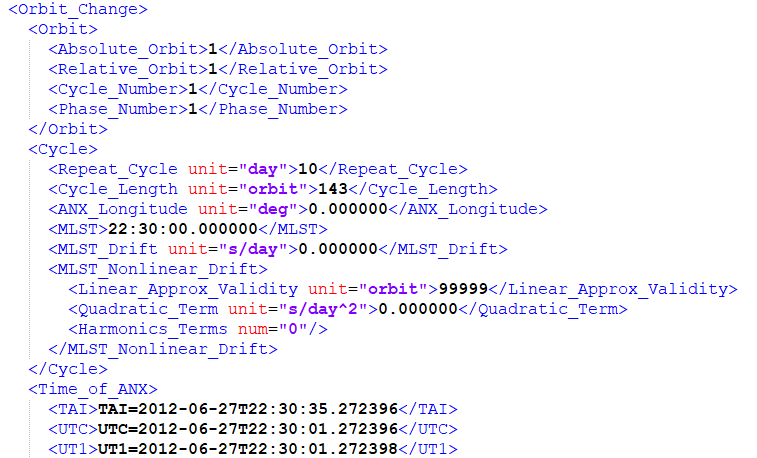 <Orbit_Change>
<Orbit>
<Absolute_Orbit>1</Absolute_Orbit>
<Relative_Orbit>1</Relative_Orbit>
<Cycle_Number>1</Cycle_Number>
<Phase_Number>1</Phase_Number>
</Orbit>
<Cycle>
<Repeat_Cycle unit="day">10</Repeat_Cycle>
<Cycle_Length unit="orbit">143</Cycle_Length>
<ANX_Longitude unit="deg">0.000000</ANX_Longitude>
<MLST>22:30:00.000000</MLST>
<MLST_Drift unit="s/day">0.000000</MLST_Drift>
<MLST_Nonlinear_Drift>
<Linear_Approx_Validity unit="orbit">99999</Linear_Approx_Validity>
<Quadratic_Term unit="s/day^2">0.000000</Quadratic_Term>
<Harmonics_Terms num="0"/>
</MLST_Nonlinear_Drift>
</Cycle>
<Time_of_ANX>
<TAI>TAI=2012-06-27T22:30:35.272396</TAI>
<UTC>UTC=2012-06-27T22:30:01.272396</UTC>
<UT1>UT1=2012-06-27T22:30:01.272398</UT1>